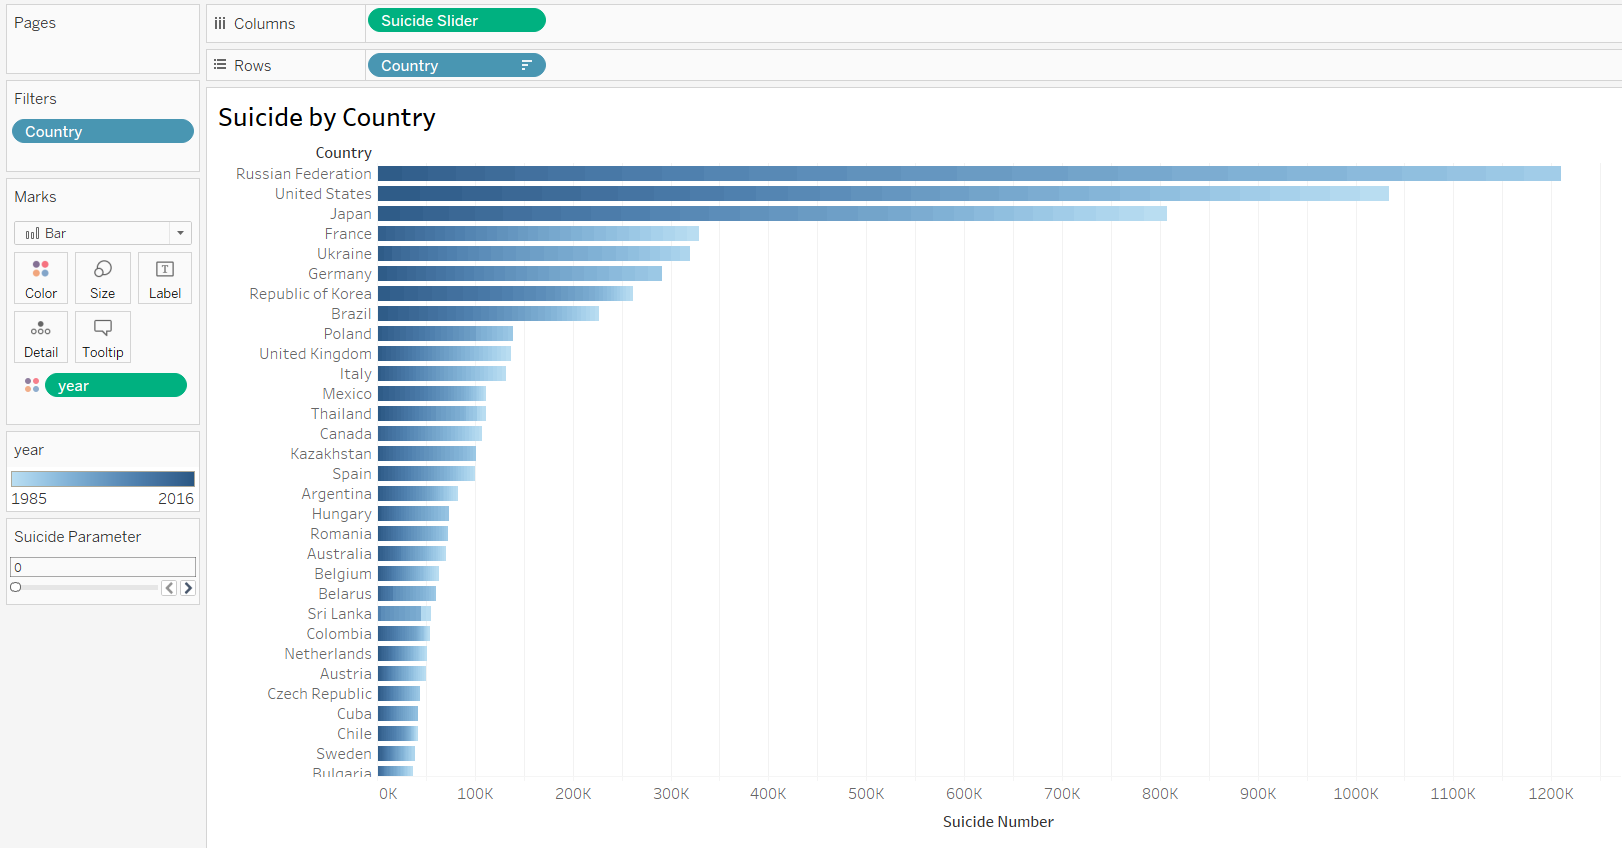 Pages
Columns
Suicide Slider
Rows
Country
Filters
Country
Marks
Bar
Color
Size
T
Label
Detail
Tooltip
year
year
1985
2016
Suicide Parameter
0
Suicide by Country
Country
Russian Federation
United States
Japan
France
Ukraine
Germany
Republic of Korea
Brazil
Poland
United Kingdom
Italy
Mexico
Thailand
Canada
Kazakhstan
Spain
Argentina
Hungary
Romania
Australia
Belgium
Belarus
Sri Lanka
Colombia
Netherlands
Austria
Czech Republic
Cuba
Chile
Sweden
Bulgaria
0K 100K 200K 300K 400K 500K 600K 700K 800K 900K 1000K 1100K 1200K
Suicide Number